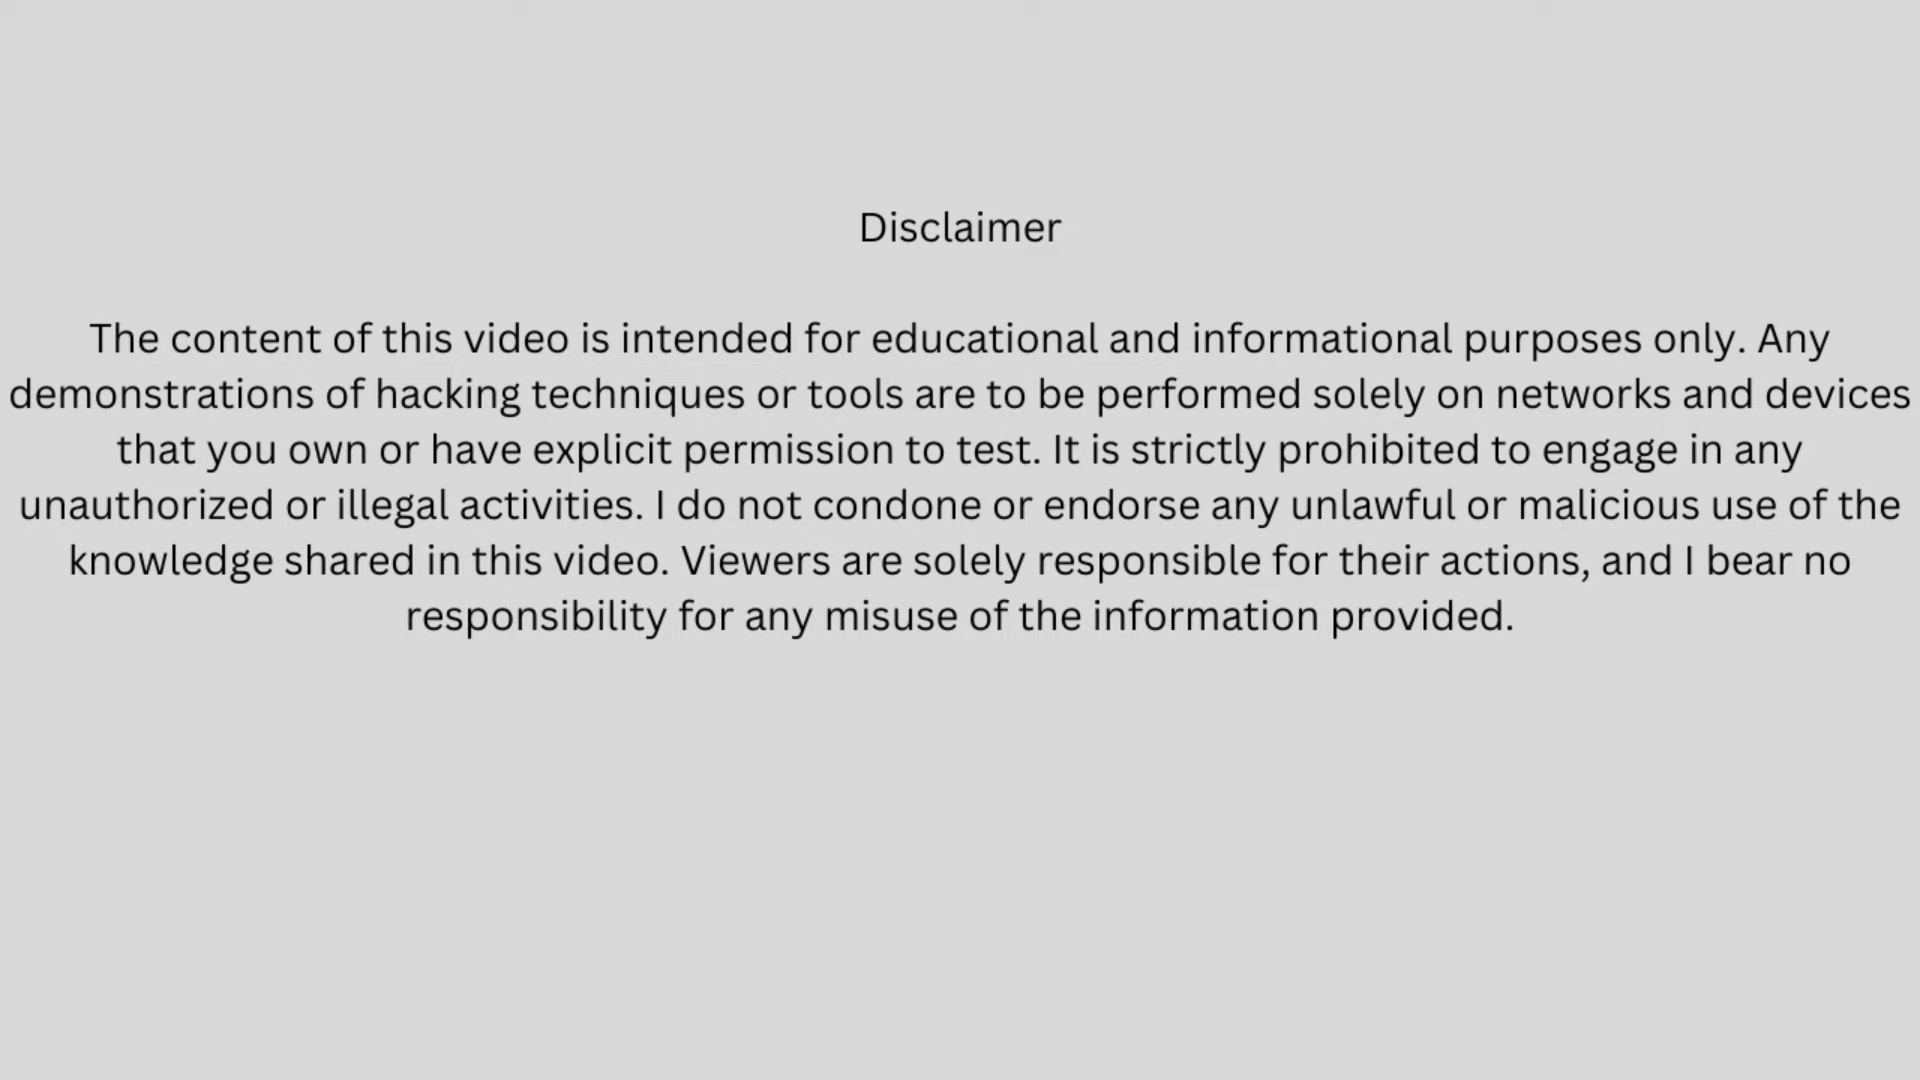 Disclaimer
The content of this video is intended for educational and informational purposes only. Any
demonstrations of hacking techniques or tools are to be performed solely on networks and devices
that you own or have explicit permission to test. It is strictly prohibited to engage in any
unauthorized or illegal activities. I do not condone or endorse any unlawful or malicious use of the
knowledge shared in this video. Viewers are solely responsible for their actions, and I bear no
responsibility for any misuse of the information provided.